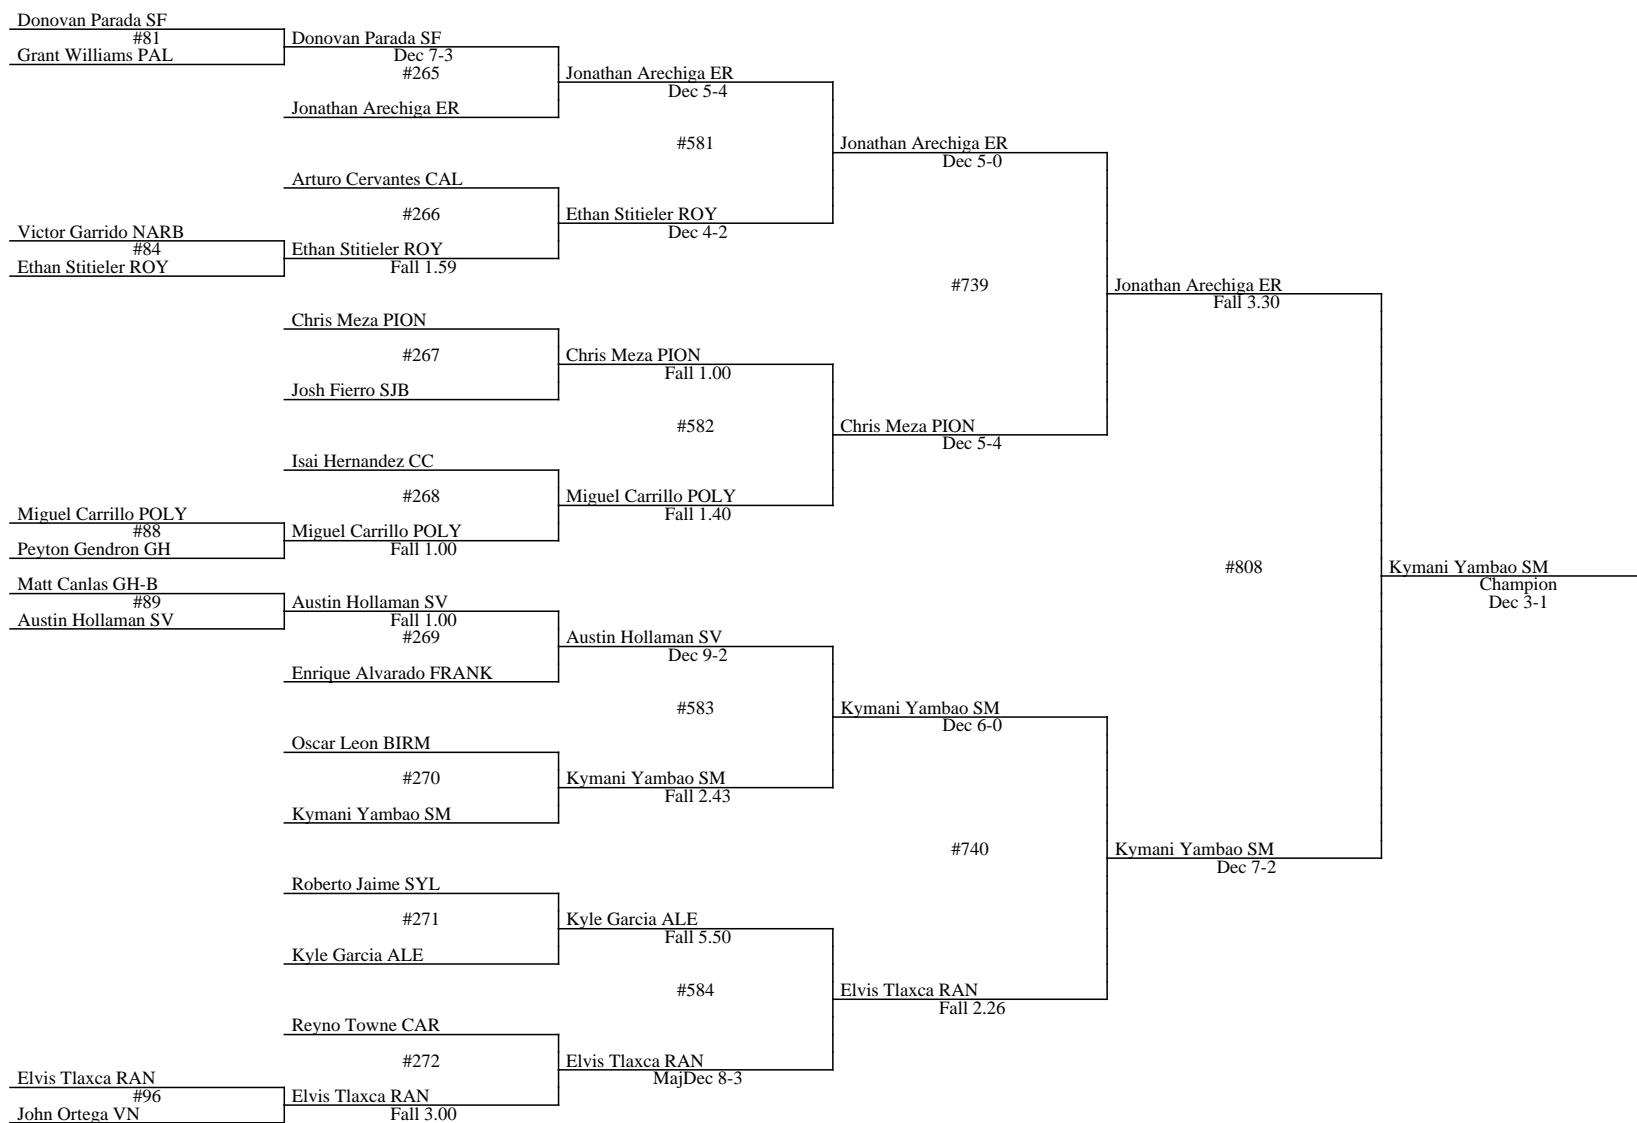 Donovan Parada SF
#81
Grant Williams PAL
Donovan Parada SF
Dec 7-3
#265
Jonathan Arechiga ER
Jonathan Arechiga ER
Dec 5-4
#581
Jonathan Arechiga ER
Dec 5-0
Arturo Cervantes CAL
#266
Ethan Stitieler ROY
Dec 4-2
Victor Garrido NARB
#84
Ethan Stitieler ROY
Ethan Stitieler ROY
Fall 1.59
#739
Jonathan Arechiga ER
Fall 3.30
Chris Meza PION
#267
Josh Fierro SJB
Chris Meza PION
Fall 1.00
#582
Chris Meza PION
Dec 5-4
Isai Hernandez CC
#268
Miguel Carrillo POLY
Fall 1.40
Miguel Carrillo POLY
#88
Peyton Gendron GH
Miguel Carrillo POLY
Fall 1.00
#808
Kymani Yambao SM
Champion
Dec 3-1
Matt Canlas GH-B
#89
Austin Hollaman SV
Austin Hollaman SV
Fall 1.00
#269
Enrique Alvarado FRANK
Austin Hollaman SV
Dec 9-2
#583
Kymani Yambao SM
Dec 6-0
Oscar Leon BIRM
#270
Kymani Yambao SM
Kymani Yambao SM
Fall 2.43
#740
Kymani Yambao SM
Dec 7-2
Roberto Jaime SYL
#271
Kyle Garcia ALE
Kyle Garcia ALE
Fall 5.50
#584
Elvis Tlaxca RAN
Fall 2.26
Reyno Towne CAR
#272
Elvis Tlaxca RAN
MajDec 8-3
Elvis Tlaxca RAN
#96
John Ortega VN
Elvis Tlaxca RAN
Fall 3.00